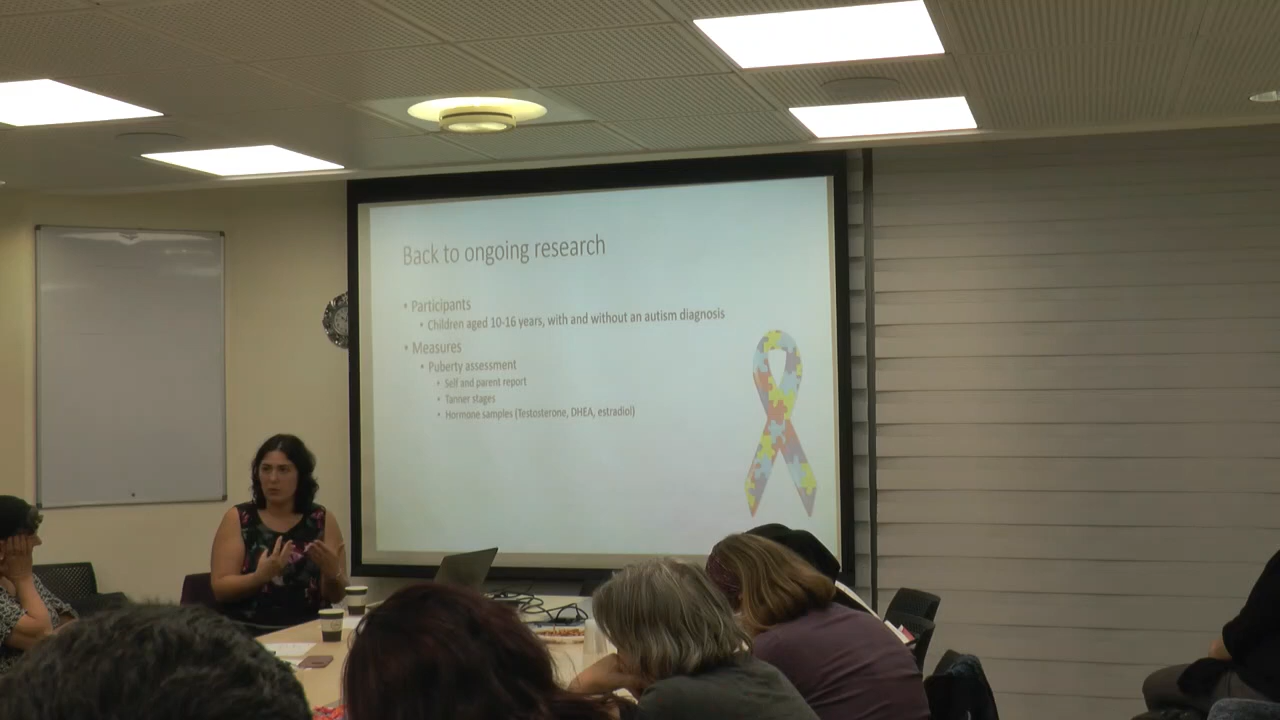 Back to ongoing research
• Participants
• Children aged 10-16 years, with and without an autism diagnosis
• Measures
• Puberty assessment
• Self and parent report
• Tanner stages
• Hormone samples (Testosterone, DHEA, estradiol)